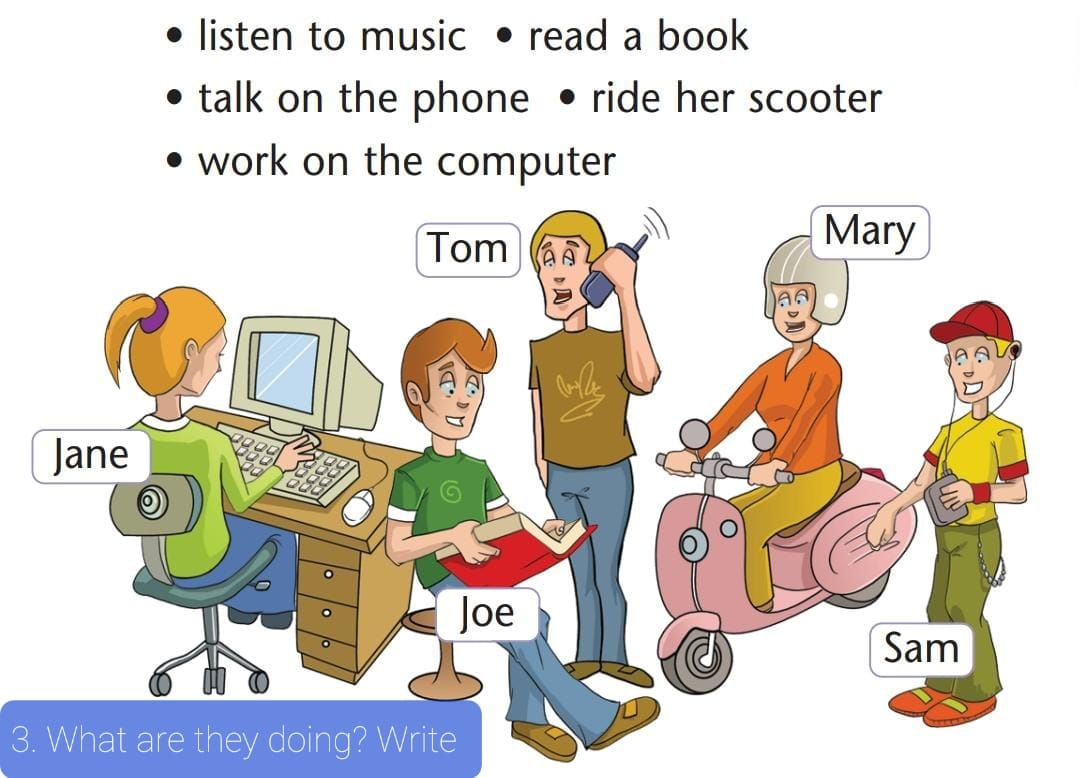 • listen to music • read a book
• talk on the phone • ride her scooter
• work on the computer
Tom
Mary
Jane
Joe
Sam
3. What are they doing? Write